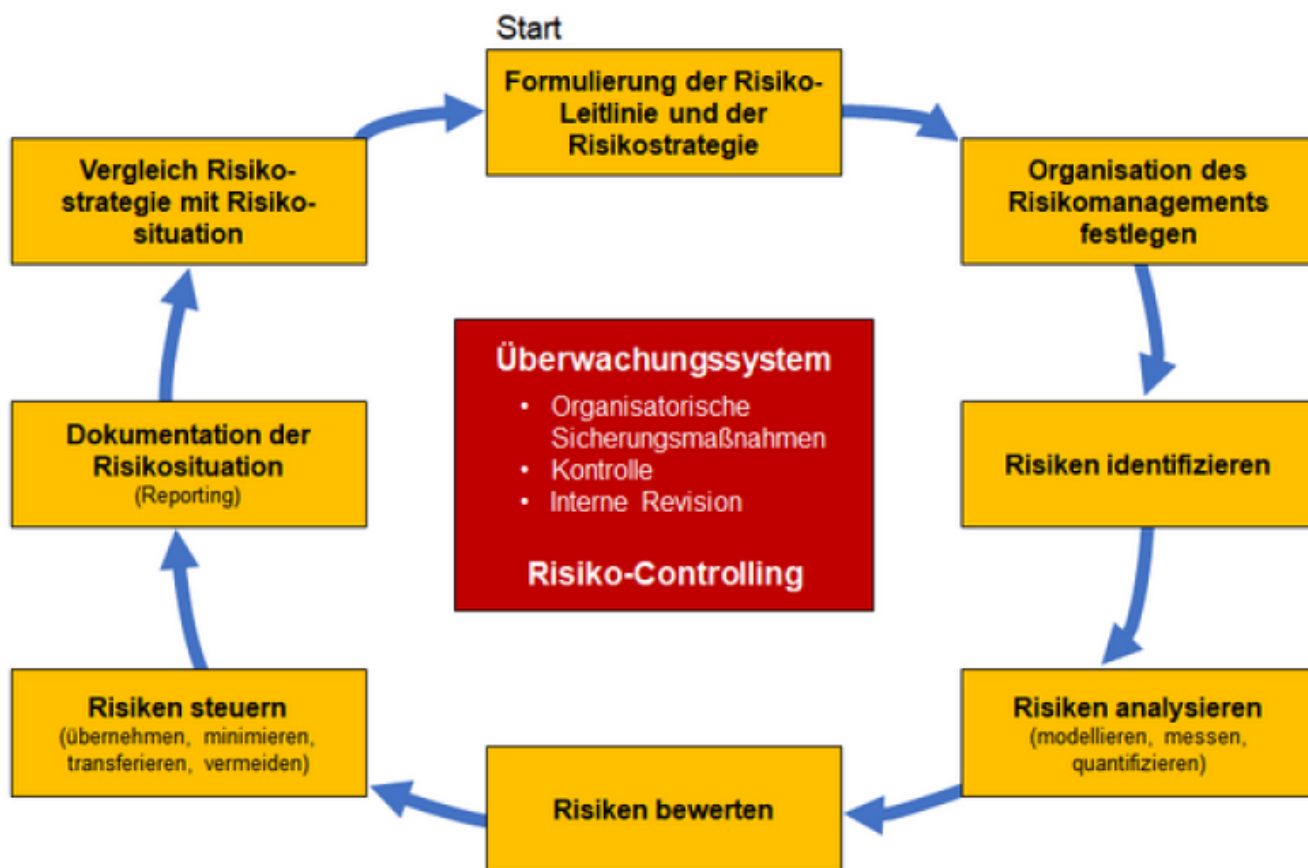 Start
Formulierung der Risiko-
Leitlinie und der
Risikostrategie
Organisation des
Risikomanagements
festlegen
Risiken identifizieren
Risiken analysieren
(modellieren, messen,
quantifizieren)
Risiken bewerten
Risiken steuern
(übernehmen, minimieren,
transferieren, vermeiden)
Dokumentation der
Risikosituation
(Reporting)
Vergleich Risiko-
strategie mit Risiko-
situation
Überwachungssystem
• Organisatorische
Sicherungsmaßnahmen
• Kontrolle
• Interne Revision
Risiko-Controlling